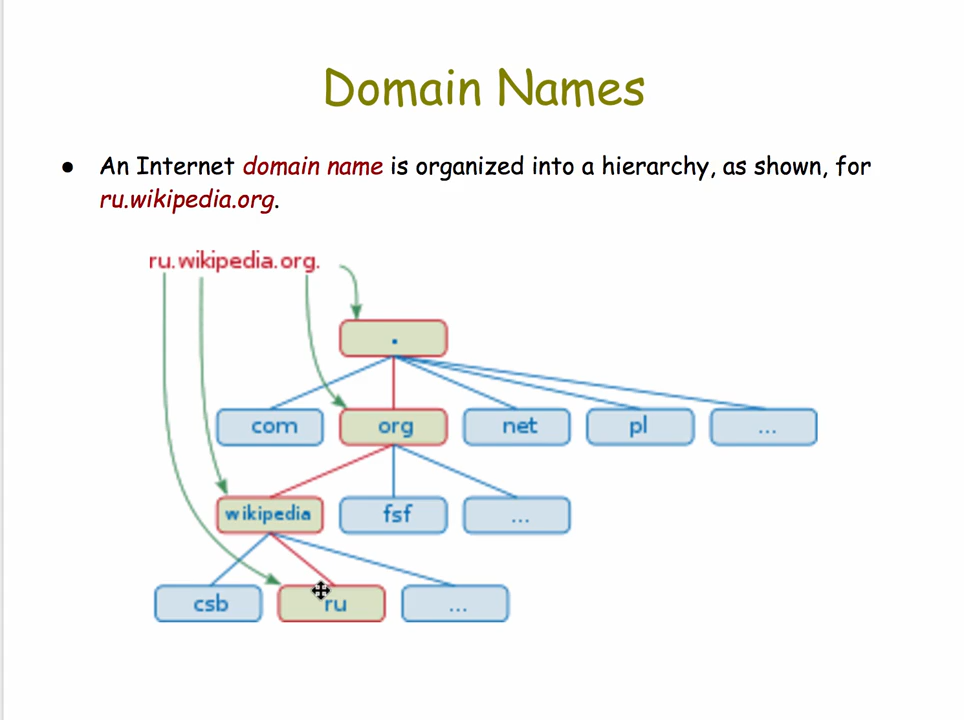 Domain Names
● An Internet domain name is organized into a hierarchy, as shown, for
ru.wikipedia.org.
ru.wikipedia.org.
.
com org net pl ...
wikipedia fsf ...
csb ru ...